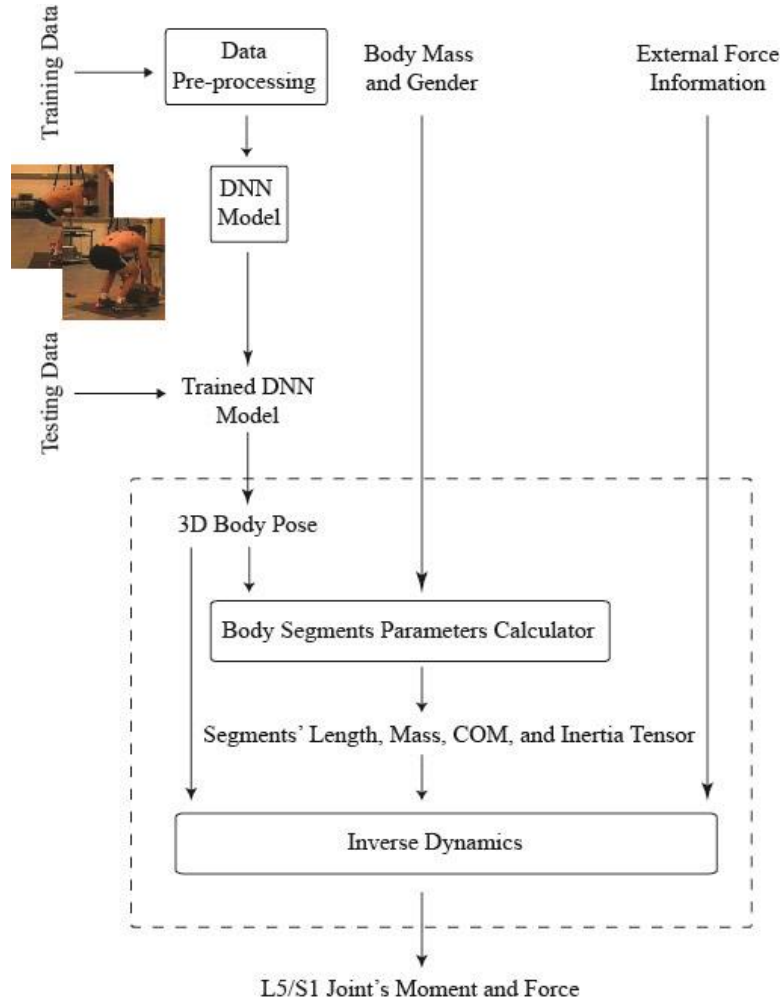 Training Data
Data
Pre-processing
Body Mass
and Gender
External Force
Information
DNN
Model
Testing Data
Trained DNN
Model
3D Body Pose
Body Segments Parameters Calculator
Segments’ Length, Mass, COM, and Inertia Tensor
Inverse Dynamics
L5/S1 Joint’s Moment and Force